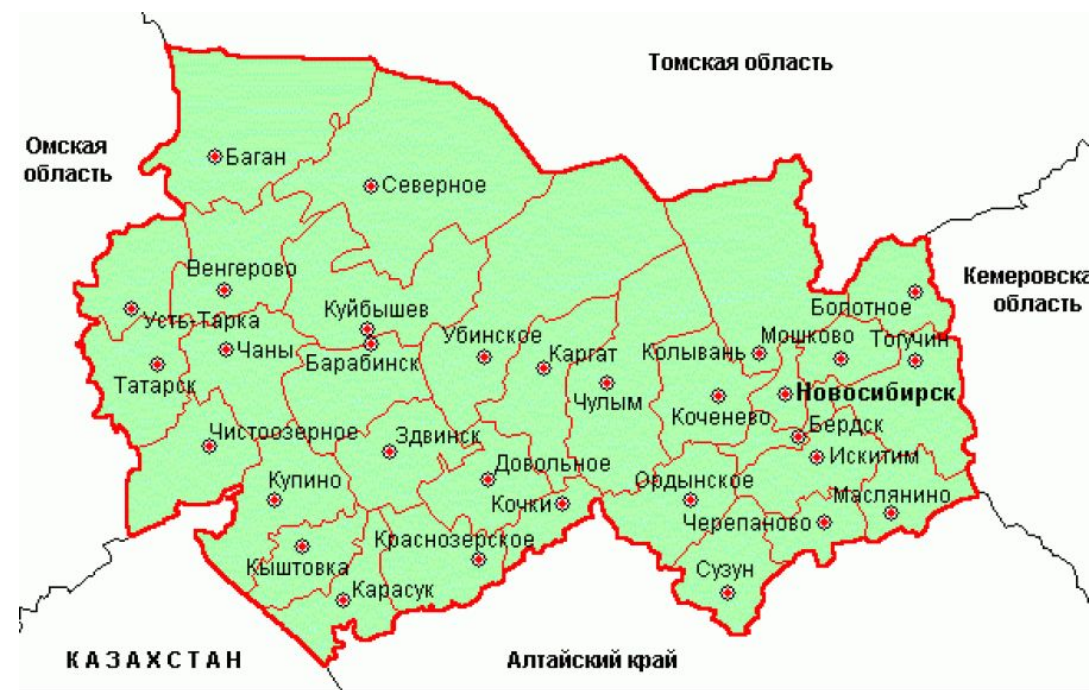 Томская область
Омская
область
Баган
Северное
Кемеровска
область
Венгерово
Болотное
Усть-Тарка
Куйбышев
Убинское
Мошково
Тогучин
Чаны
Барабинск
Каргат
Колывань
Татарск
Чулым
Коченево
Новосибирск
Чистоозерное
Здвинск
Бердск
Искитим
Купино
Довольное
Ордынское
Маслянино
Кочки
Черепаново
Краснозерское
Кыштовка
Сузун
Карасук
КАЗАХСТАН
Алтайский край